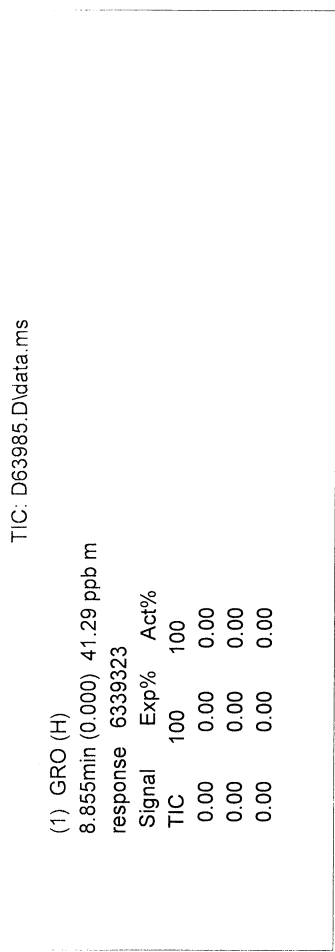 TIC: D63985.D\data.ms
(1) GRO (H)
8.855min (0.000) 41.29 ppb m
response 6339323
Signal Exp% Act%
TIC 100 100
0.00 0.00 0.00
0.00 0.00 0.00
0.00 0.00 0.00